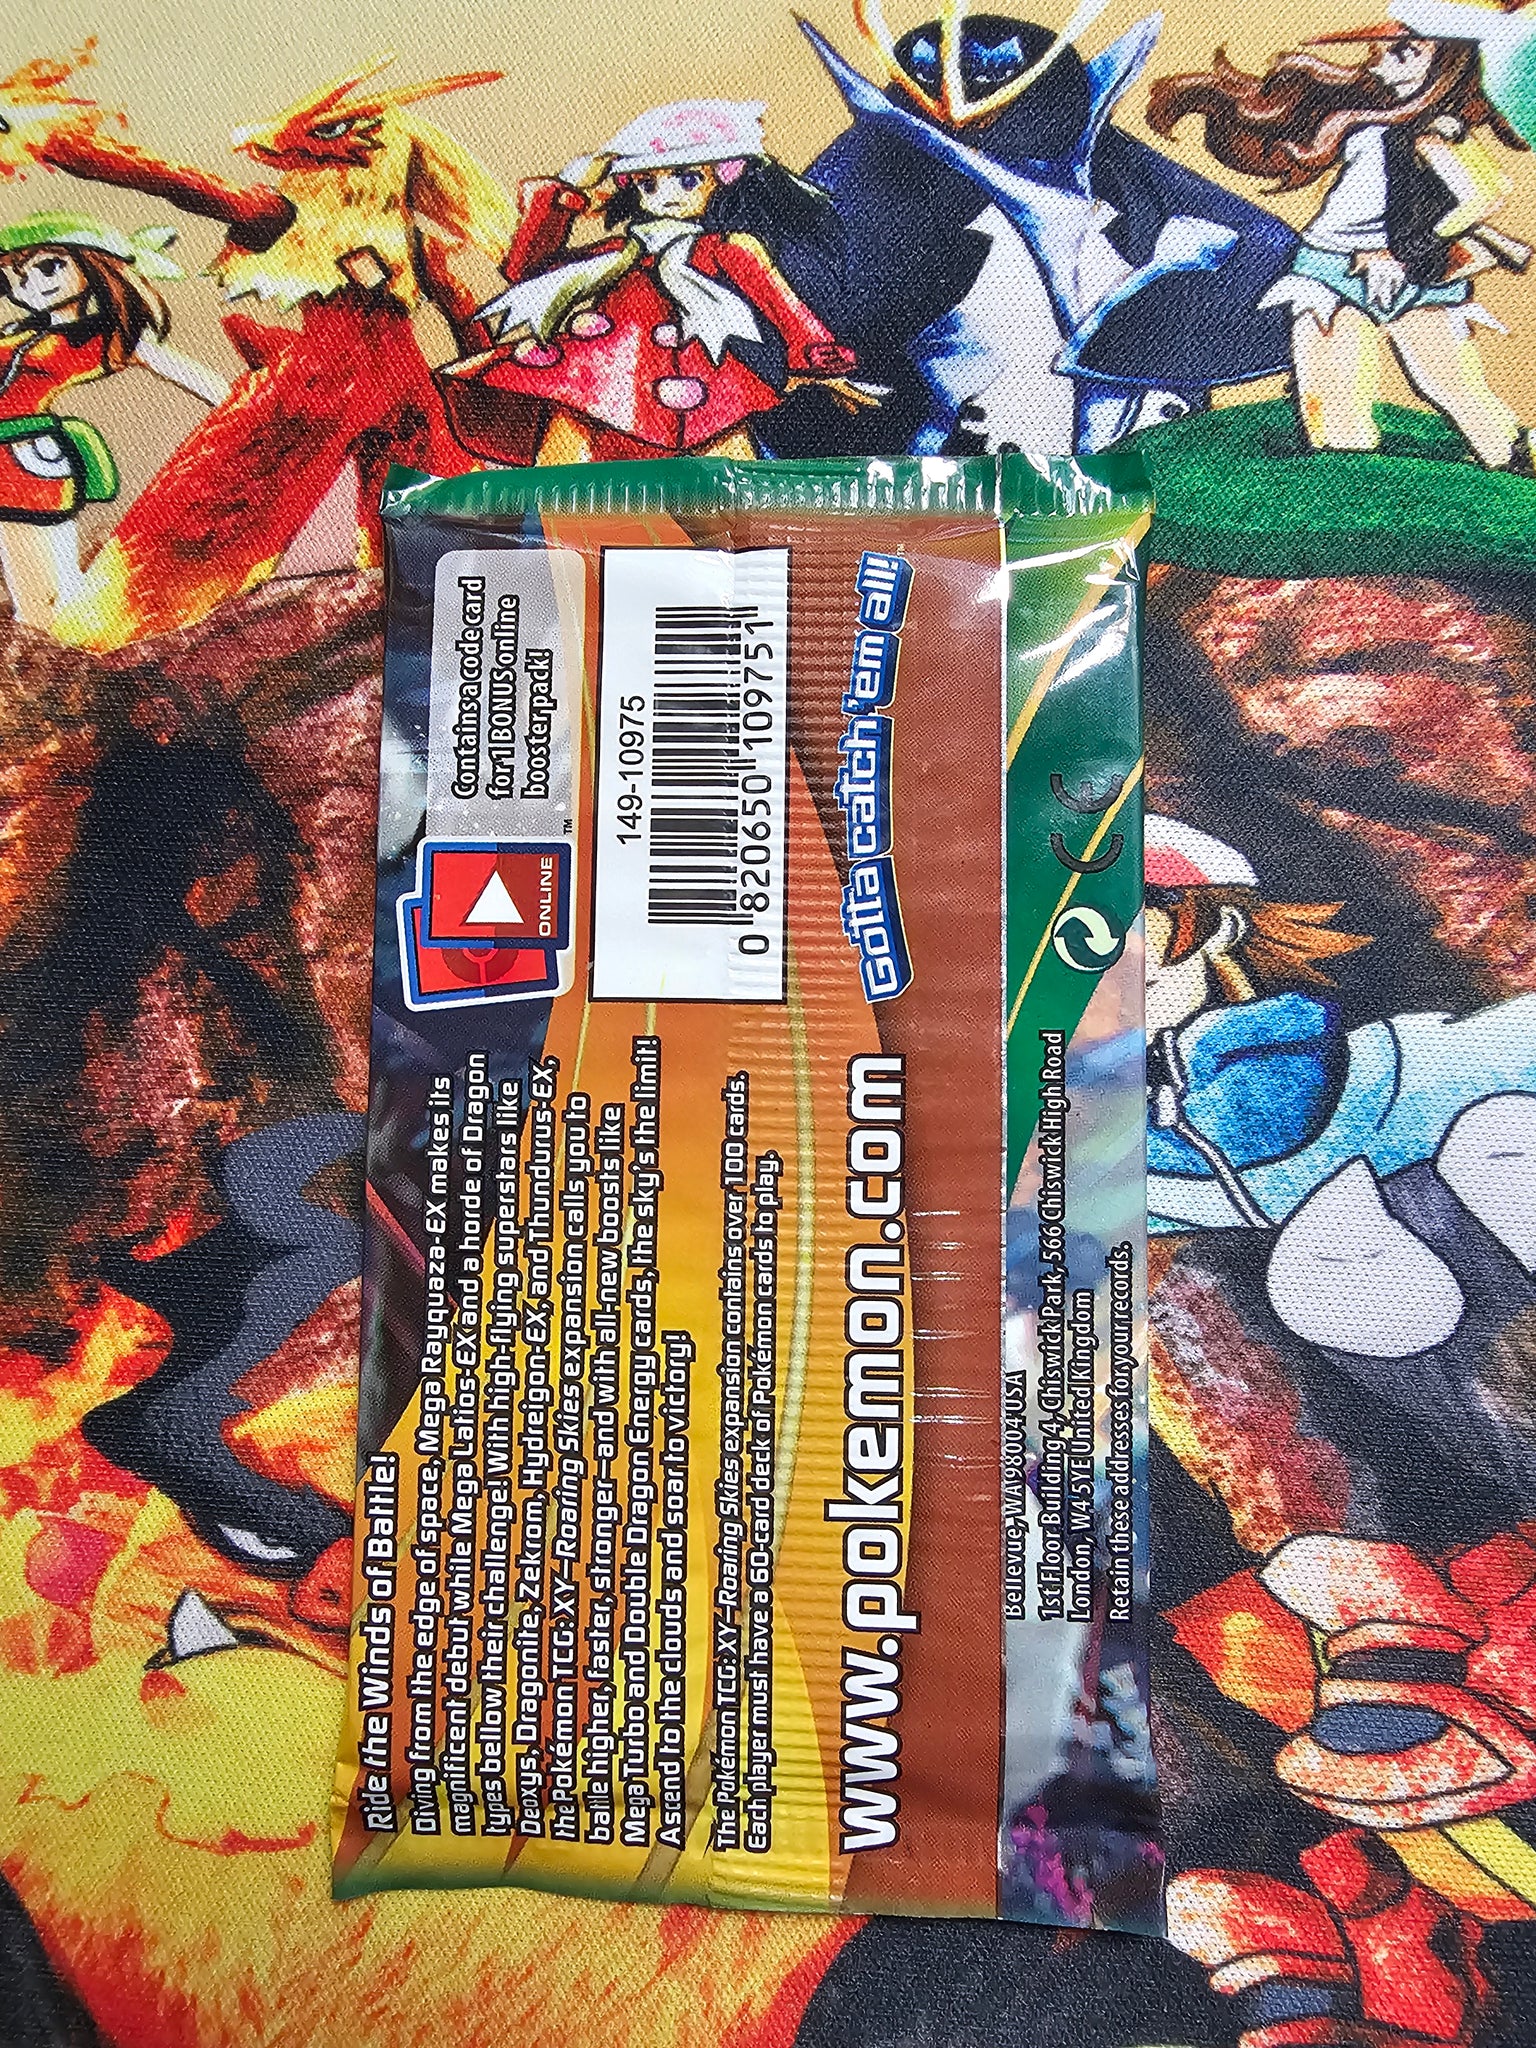 Ride the Winds of Battle!
Diving from the edge of space, Mega Rayquaza-EX makes its
magnificent debut while Mega Latios-EX and a horde of Dragon
types bellow their challenge! With high-flying superstars like
Deoxys, Dragonite, Zekrom, Hydreigon-EX, and Thundurus-EX,
the Pokémon TCG: XY—Roaring Skies expansion calls you to
battle higher, faster, stronger—and with all-new boosts like
Mega Turbo and Double Dragon Energy cards, the sky's the limit!
Ascend to the clouds and soar to victory!
The Pokémon TCG: XY—Roaring Skies expansion contains over 100 cards.
Each player must have a 60-card deck of Pokémon cards to play.
www.pokemon.com
ONLINE
TM
Contains a code card
for 1 BONUS online
booster pack!
149-10975
0 820650 109751
Gotta catch 'em all!™
Bellevue, WA 98004 USA
1st Floor Building 4, Chiswick Park, 566 Chiswick High Road
London, W4 5YE United Kingdom
Retain these addresses for your records.
CE